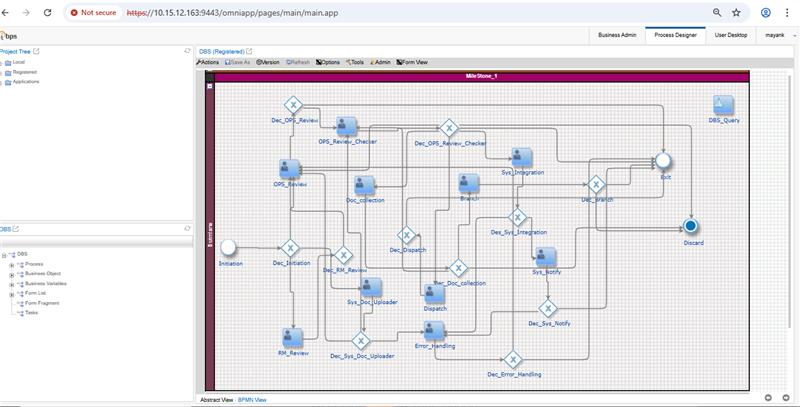 Not secure https://10.15.12.163:9443/omniapp/pages/main/main.app
bps
Business Admin Process Designer User Desktop mayank
Project Tree
DBS (Registered)
Local
Registered
Applications
Actions Save As Version Refresh Options Tools Admin Form View
MileStone_1
Dec_OPS_Review
OPS_Review_Checker
Dec_OPS_Review_Checker
DBS_Query
Sys_Integration
Exit
OPS_Review
Doc_collection
Branch
Dec_Branch
Des_Sys_Integration
Discard
Dec_Dispatch
Initiation
Dec_Initiation
Dec_RM_Review
Dec_Doc_collection
Sys_Notify
Sys_Doc_Uploader
Dispatch
Dec_Sys_Notify
RM_Review
Dec_Sys_Doc_Uploader
Error_Handling
Dec_Error_Handling
DBS
DBS
Process
Business Object
Business Variables
Form List
Form Fragment
Tasks
Abstract View BPMN View